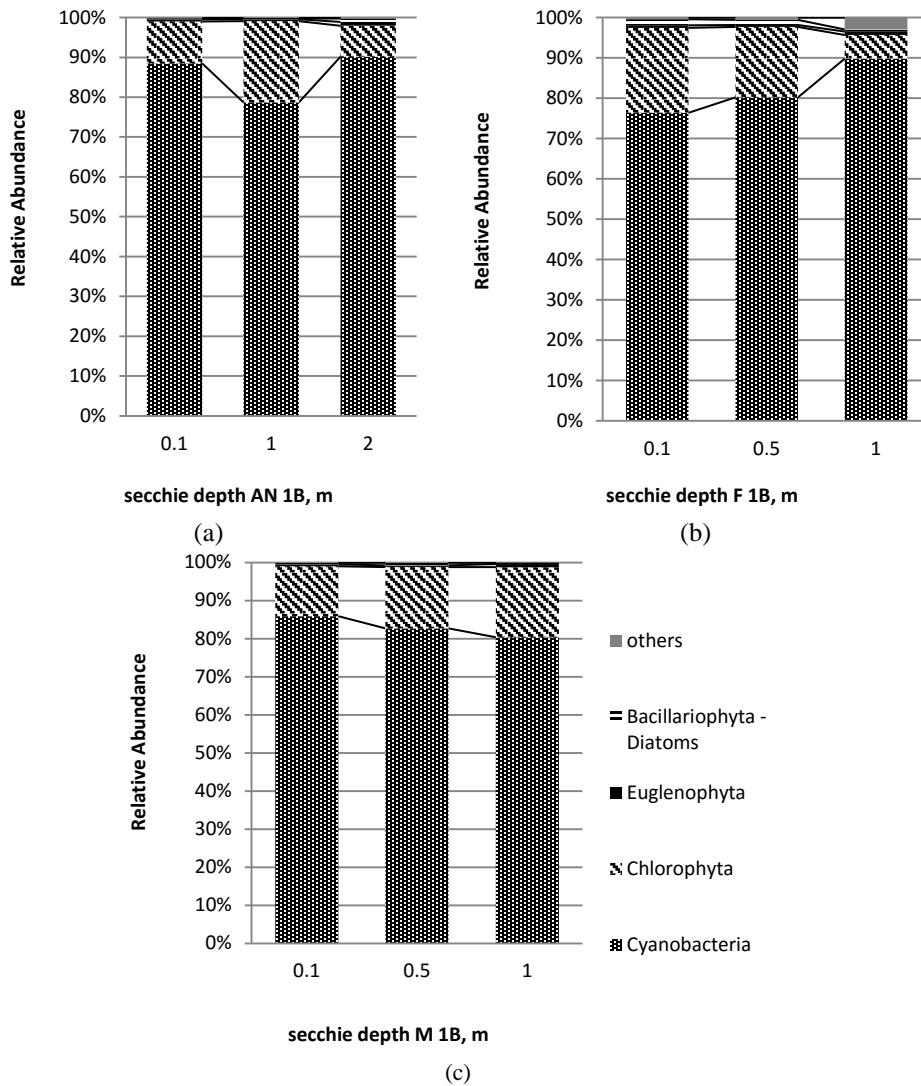 Relative Abundance
100%
90%
80%
70%
60%
50%
40%
30%
20%
10%
0%
0.1 1 2
secchie depth AN 1B, m
(a)
Relative Abundance
100%
90%
80%
70%
60%
50%
40%
30%
20%
10%
0%
0.1 0.5 1
secchie depth F 1B, m
(b)
Relative Abundance
100%
90%
80%
70%
60%
50%
40%
30%
20%
10%
0%
0.1 0.5 1
secchie depth M 1B, m
(c)
others
Bacillariophyta -
Diatoms
Euglenophyta
Chlorophyta
Cyanobacteria